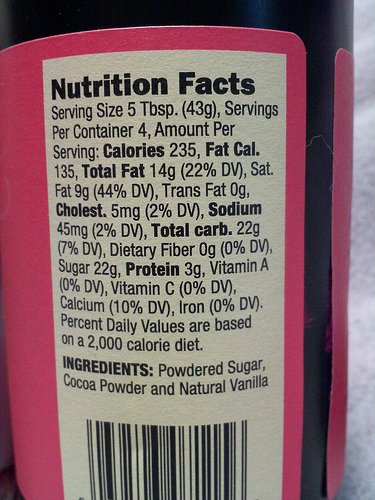 Nutrition Facts
Serving Size 5 Tbsp. (43g), Servings
Per Container 4, Amount Per
Serving: Calories 235, Fat Cal.
135, Total Fat 14g (22% DV), Sat.
Fat 9g (44% DV), Trans Fat 0g,
Cholest. 5mg (2% DV), Sodium
45mg (2% DV), Total carb. 22g
(7% DV), Dietary Fiber 0g (0% DV),
Sugar 22g, Protein 3g, Vitamin A
(0% DV), Vitamin C (0% DV),
Calcium (10% DV), Iron (0% DV).
Percent Daily Values are based
on a 2,000 calorie diet.
INGREDIENTS: Powdered Sugar,
Cocoa Powder and Natural Vanilla